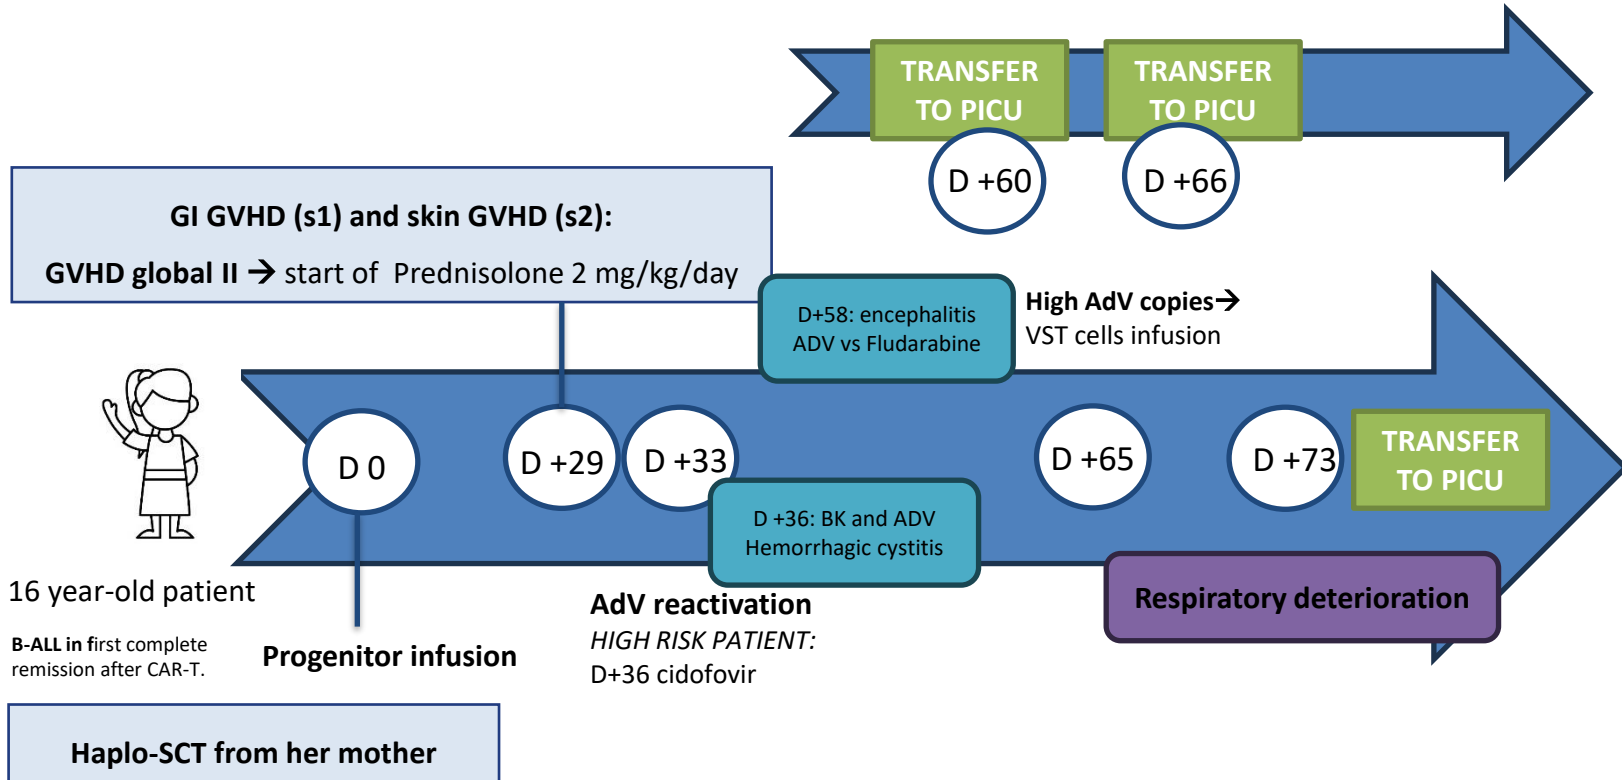 TRANSFER
TO PICU
TRANSFER
TO PICU
D +60
D +66
GI GVHD (s1) and skin GVHD (s2):
GVHD global II → start of Prednisolone 2 mg/kg/day
D+58: encephalitis
ADV vs Fludarabine
High AdV copies→
VST cells infusion
D 0
D +29
D +33
D +65
D +73
TRANSFER
TO PICU
D +36: BK and ADV
Hemorrhagic cystitis
16 year-old patient
B-ALL in first complete
remission after CAR-T.
Progenitor infusion
AdV reactivation
HIGH RISK PATIENT:
D+36 cidofovir
Respiratory deterioration
Haplo-SCT from her mother